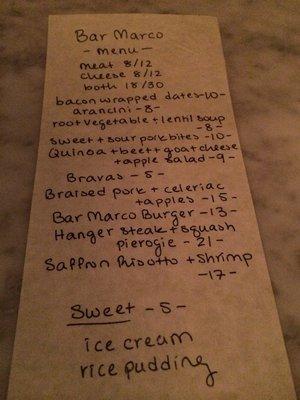 Bar Marco
- menu -
meat 8/12
cheese 8/12
both 18/30
bacon wrapped dates -10-
arancini - 8 -
root vegetable + lentil soup
- 8 -
sweet + sour pork bites - 10 -
Quinoa + beet + goat cheese
+ apple salad - 9 -
Bravas - 5 -
Braised pork + celeriac
+ apples - 15 -
Bar Marco Burger - 13 -
Hanger steak + squash
pierogie - 21 -
Saffron Risotto + Shrimp
- 17 -
Sweet - 5 -
ice cream
rice pudding